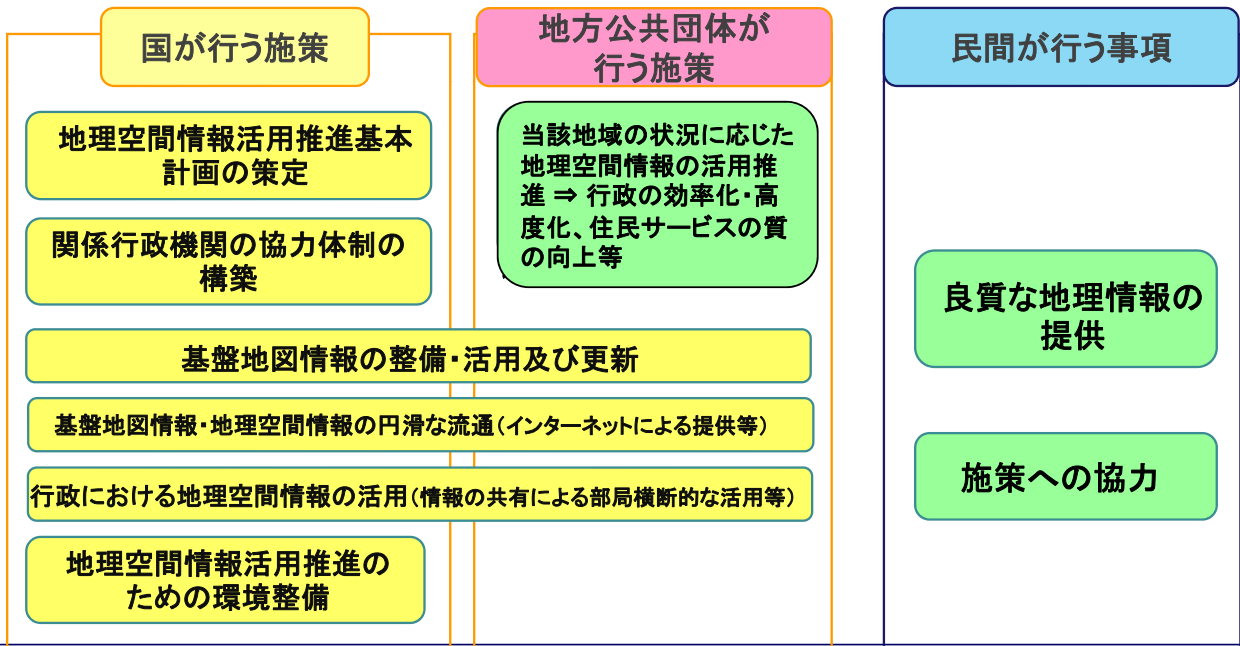 国が行う施策
地方公共団体が
行う施策
民間が行う事項
地理空間情報活用推進基本
計画の策定
関係行政機関の協力体制の
構築
当該地域の状況に応じた
地理空間情報の活用推
進 ⇒ 行政の効率化・高
度化、住民サービスの質
の向上等
基盤地図情報の整備・活用及び更新
基盤地図情報・地理空間情報の円滑な流通(インターネットによる提供等)
行政における地理空間情報の活用(情報の共有による部局横断的な活用等)
地理空間情報活用推進の
ための環境整備
良質な地理情報の
提供
施策への協力